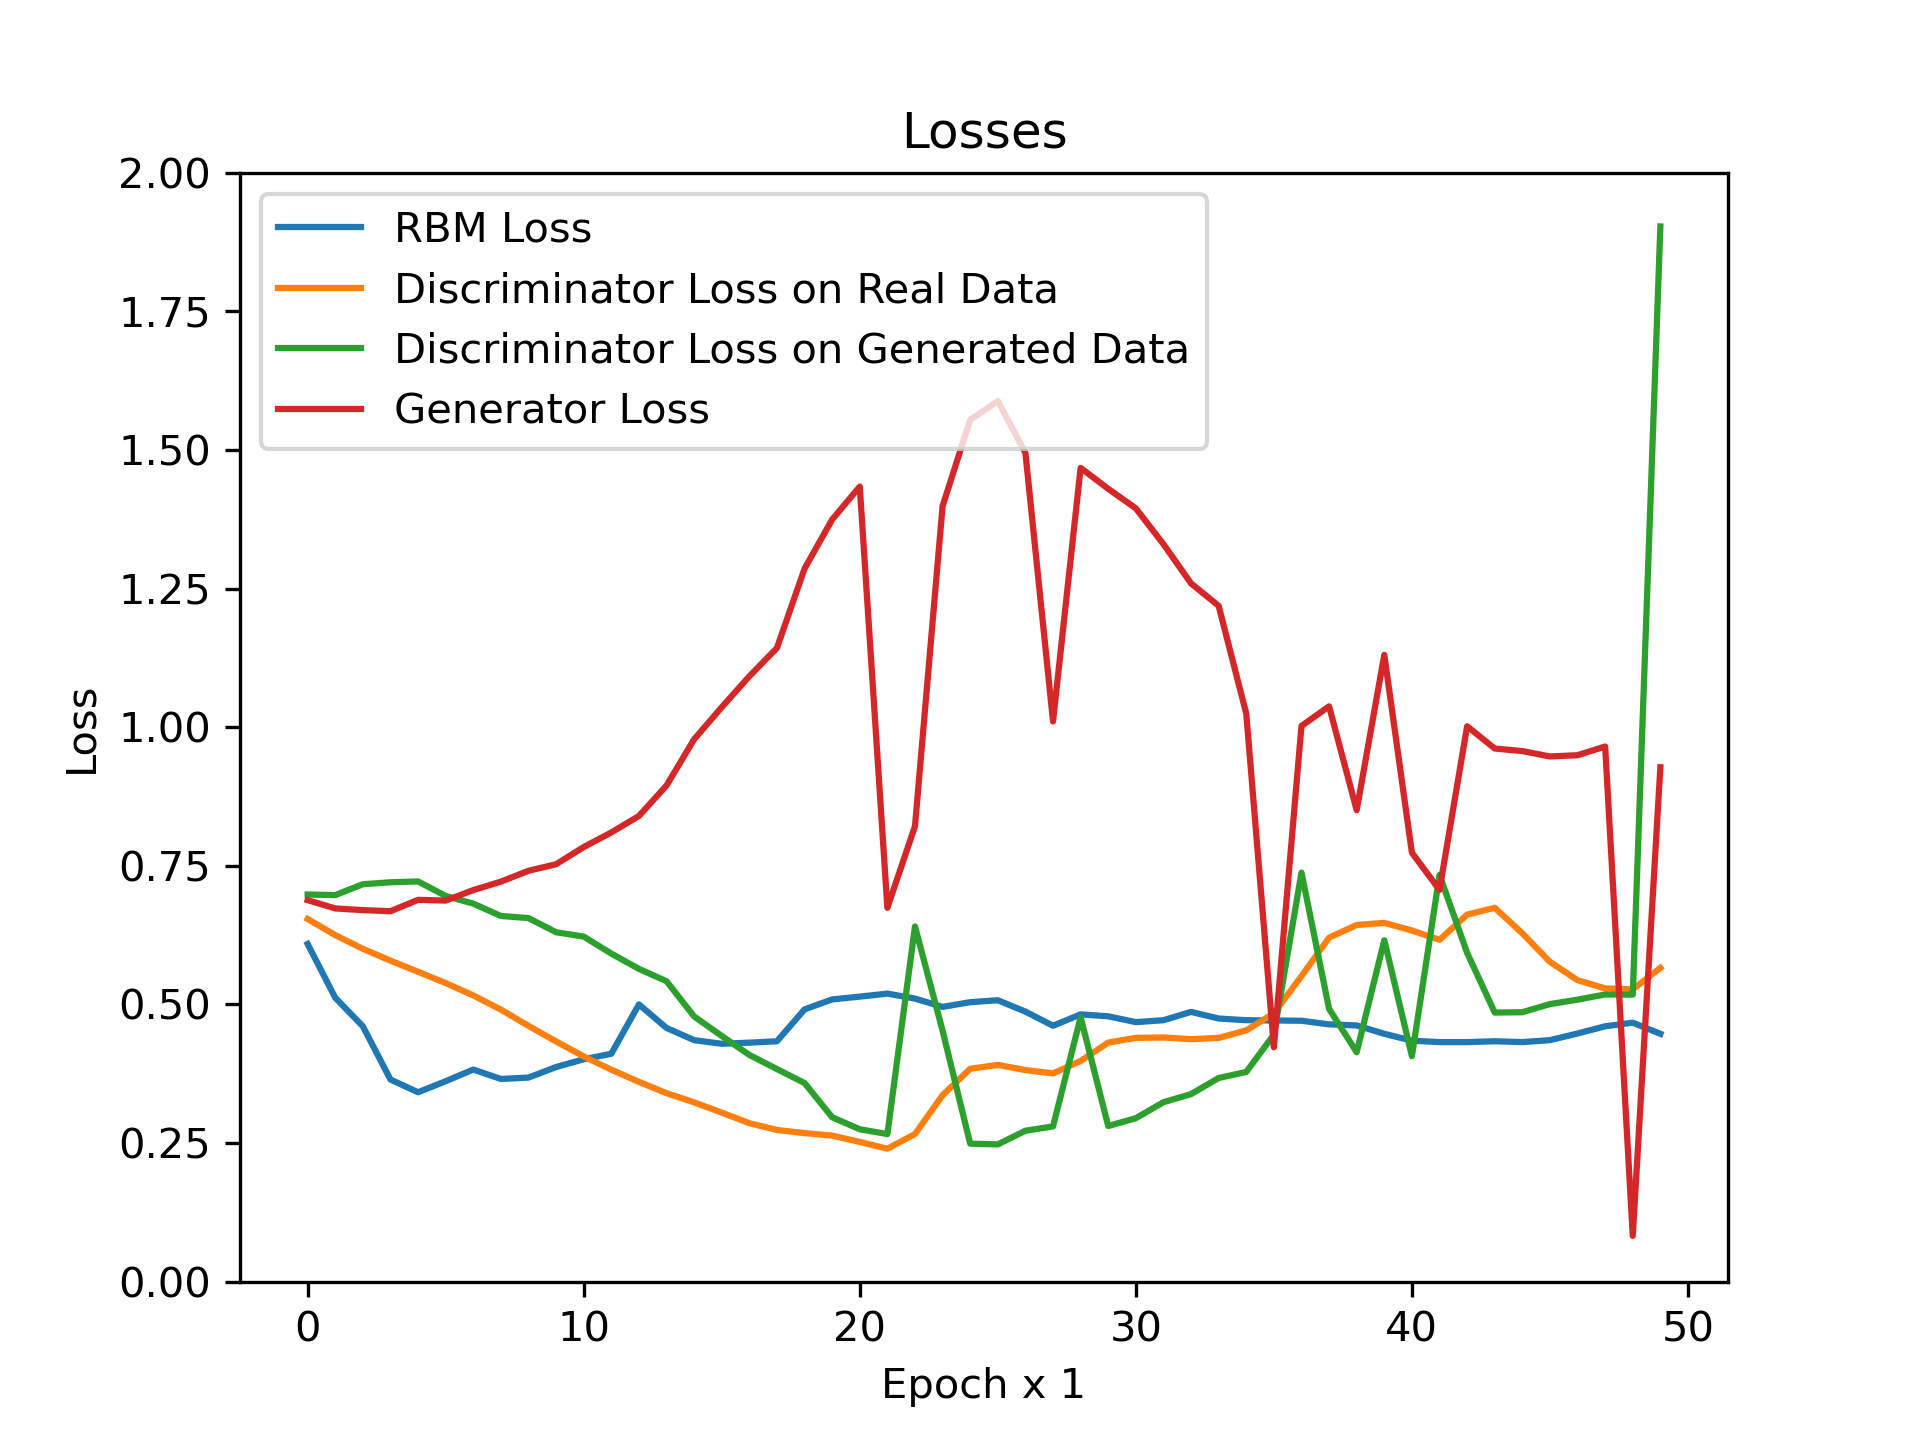 Losses
2.00
1.75
1.50
1.25
1.00
0.75
0.50
0.25
0.00
Loss
RBM Loss
Discriminator Loss on Real Data
Discriminator Loss on Generated Data
Generator Loss
0 10 20 30 40 50
Epoch x 1